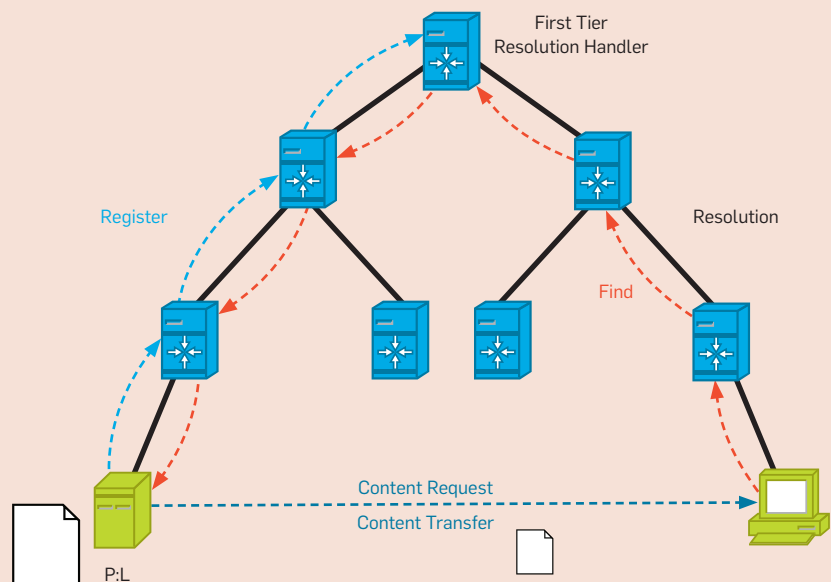 First Tier
Resolution Handler
Register
Resolution
Find
Content Request
Content Transfer
P:L